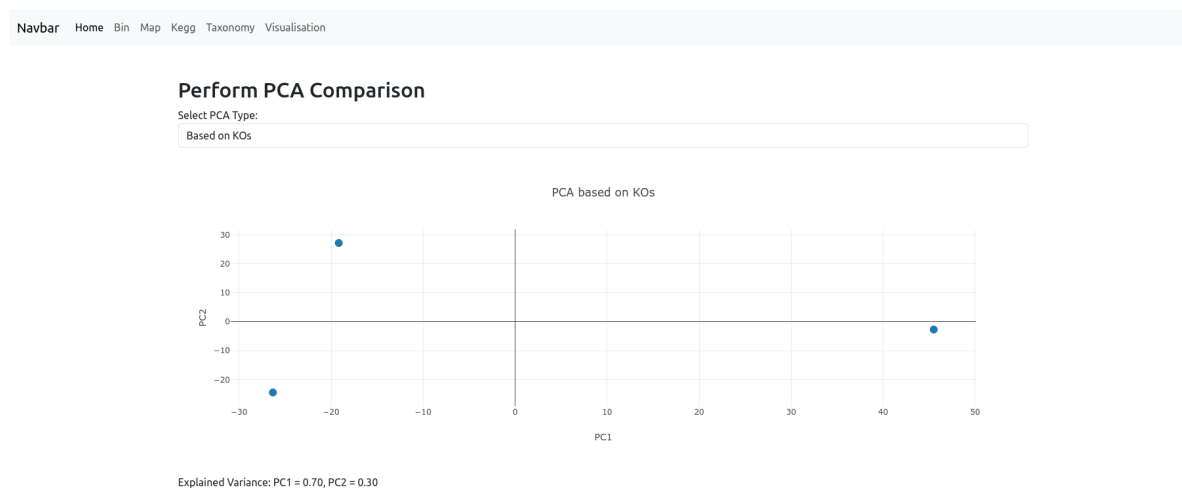 Navbar Home Bin Map Kegg Taxonomy Visualisation
Perform PCA Comparison
Select PCA Type:
Based on KOs
PCA based on KOs
30
20
10
0
−10
−20
PC2
−30 −20 −10 0 10 20 30 40 50
PC1
Explained Variance: PC1 = 0.70, PC2 = 0.30